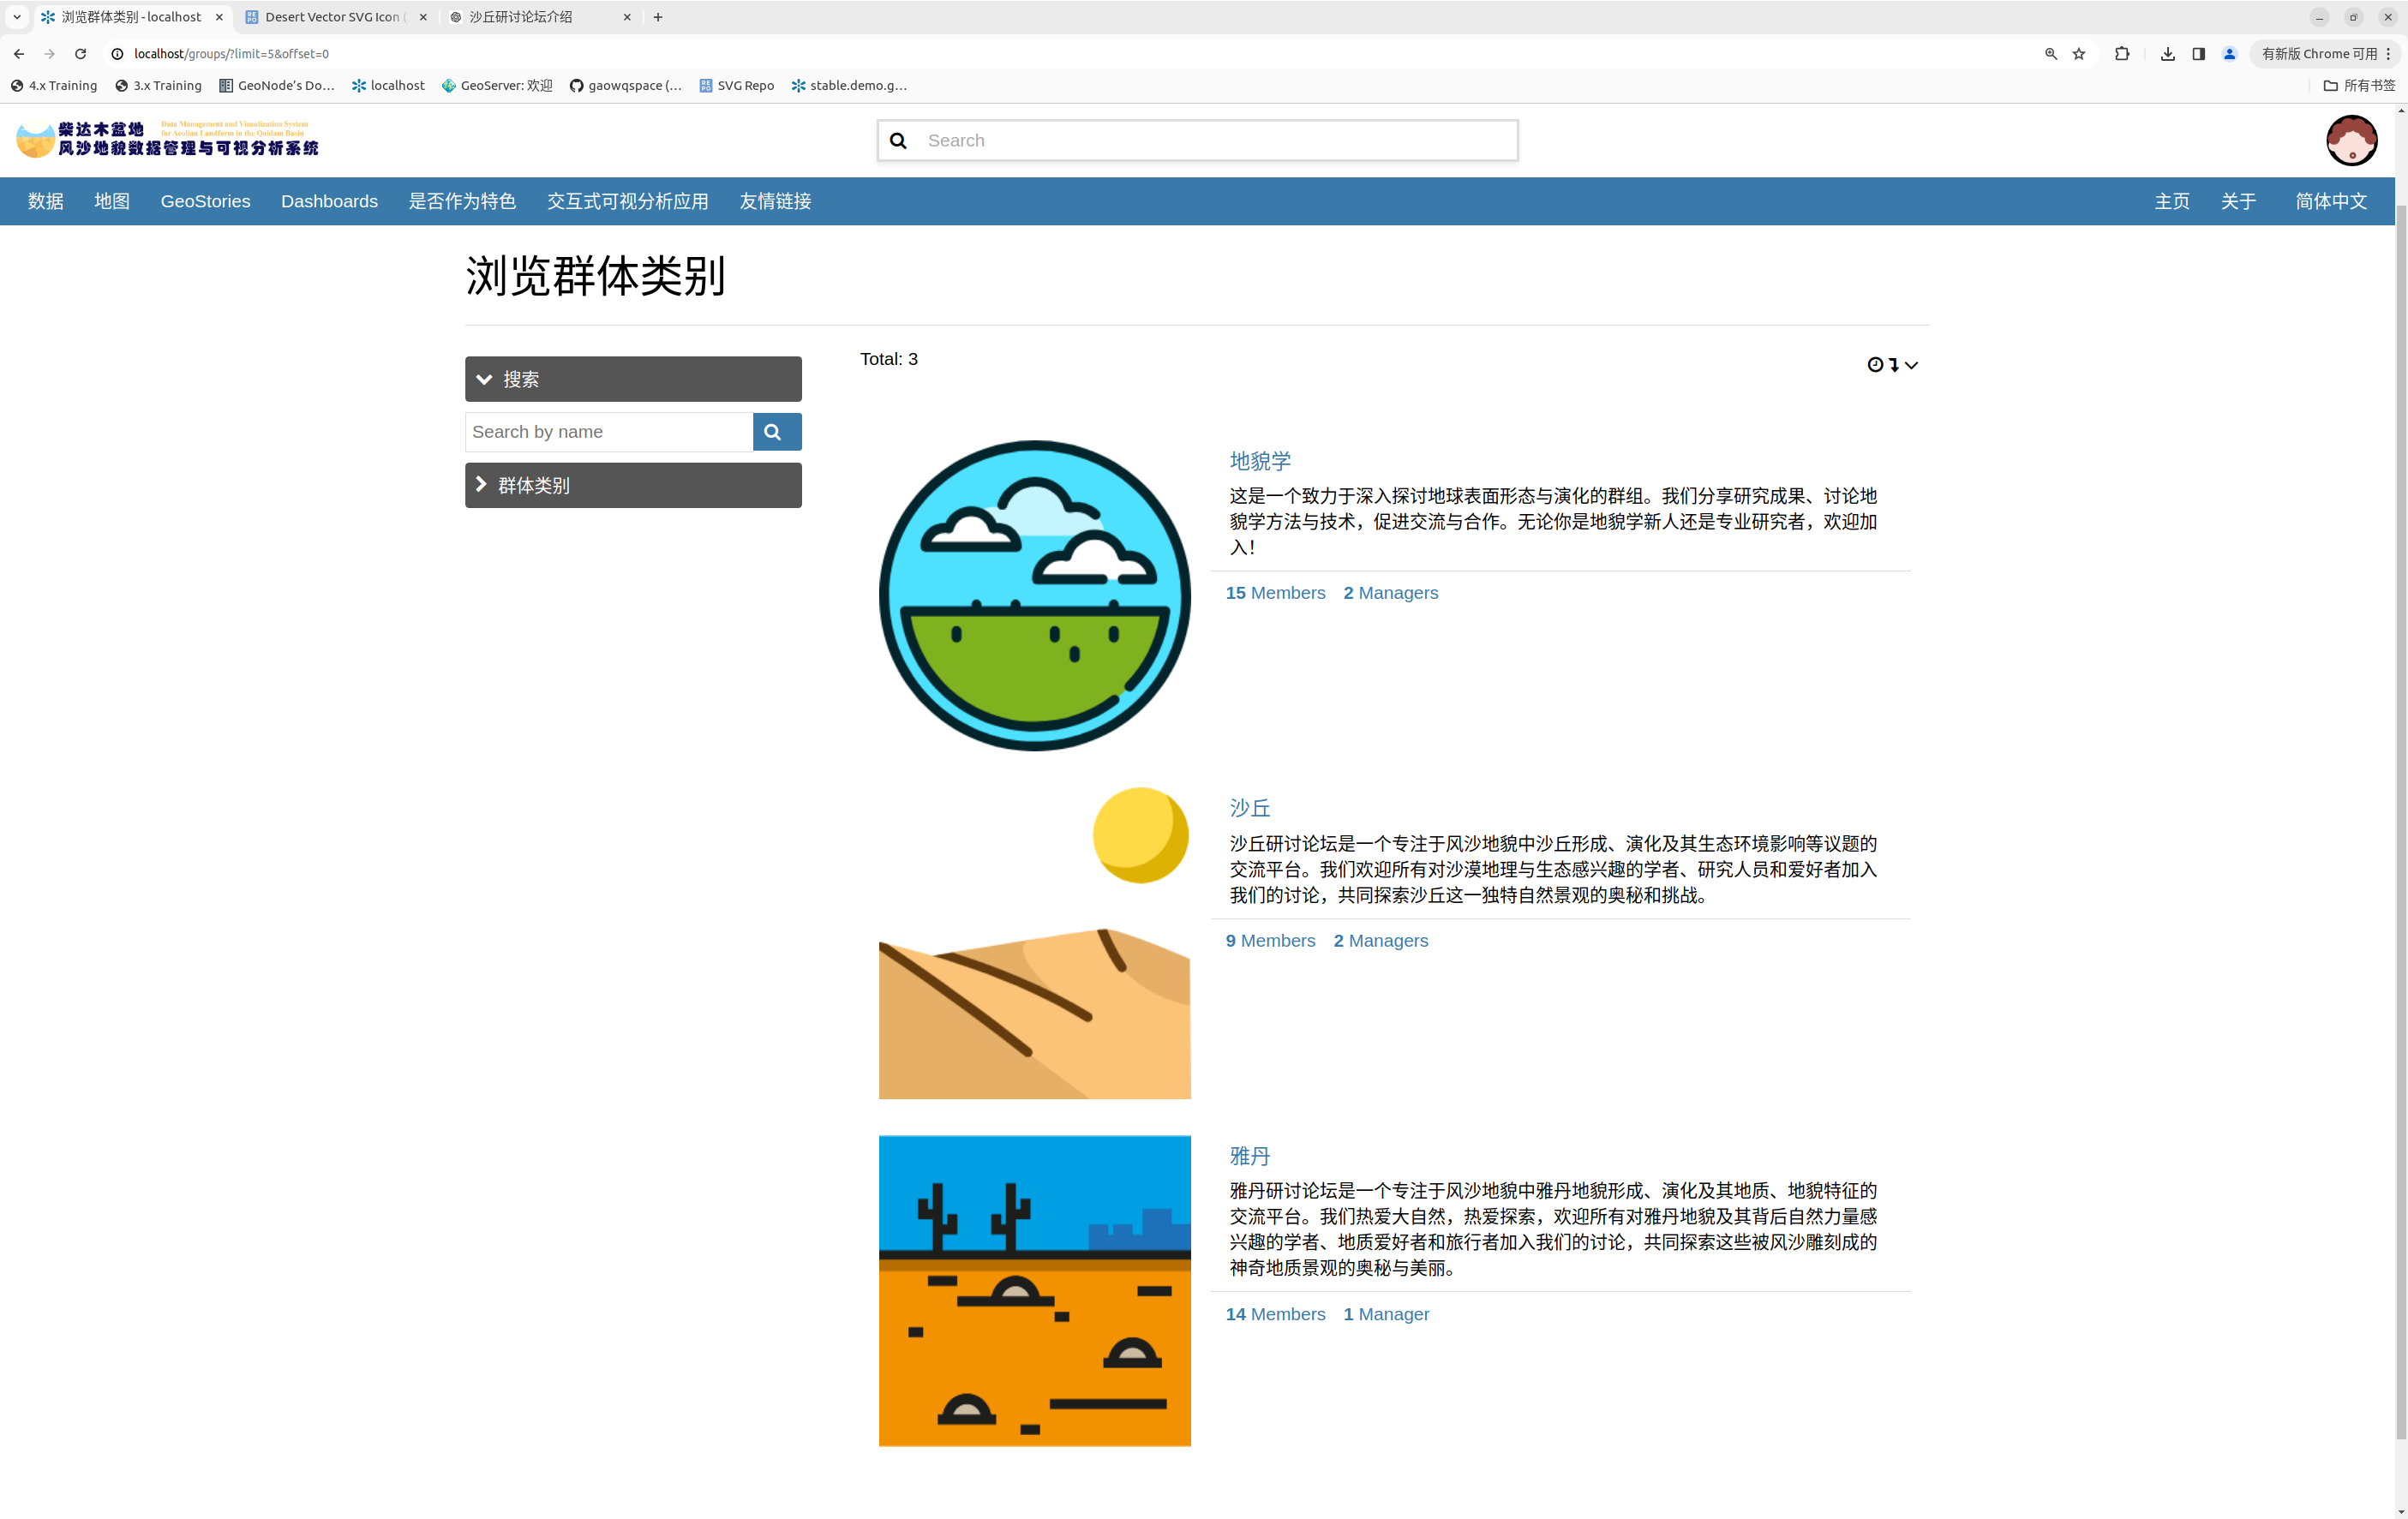 浏览群体类别 - localhost
Desert Vector SVG Icon (
沙丘研讨论坛介绍
localhost/groups/?limit=5&offset=0
有新版 Chrome 可用
4.x Training
3.x Training
GeoNode’s Do…
localhost
GeoServer: 欢迎
gaowqspace (…
SVG Repo
stable.demo.g…
所有书签
柴达木盆地
Data Management and Visualization System
for Aeolian Landform in the Qaidam Basin
风沙地貌数据管理与可视分析系统
Search
数据 地图 GeoStories Dashboards 是否作为特色 交互式可视分析应用 友情链接 主页 关于 简体中文
浏览群体类别
搜索
Search by name
群体类别
Total: 3
地貌学
这是一个致力于深入探讨地球表面形态与演化的群组。我们分享研究成果、讨论地
貌学方法与技术，促进交流与合作。无论你是地貌学新人还是专业研究者，欢迎加
入！
15 Members 2 Managers
沙丘
沙丘研讨论坛是一个专注于风沙地貌中沙丘形成、演化及其生态环境影响等议题的
交流平台。我们欢迎所有对沙漠地理与生态感兴趣的学者、研究人员和爱好者加入
我们的讨论，共同探索沙丘这一独特自然景观的奥秘和挑战。
9 Members 2 Managers
雅丹
雅丹研讨论坛是一个专注于风沙地貌中雅丹地貌形成、演化及其地质、地貌特征的
交流平台。我们热爱大自然，热爱探索，欢迎所有对雅丹地貌及其背后自然力量感
兴趣的学者、地质爱好者和旅行者加入我们的讨论，共同探索这些被风沙雕刻成的
神奇地质景观的奥秘与美丽。
14 Members 1 Manager